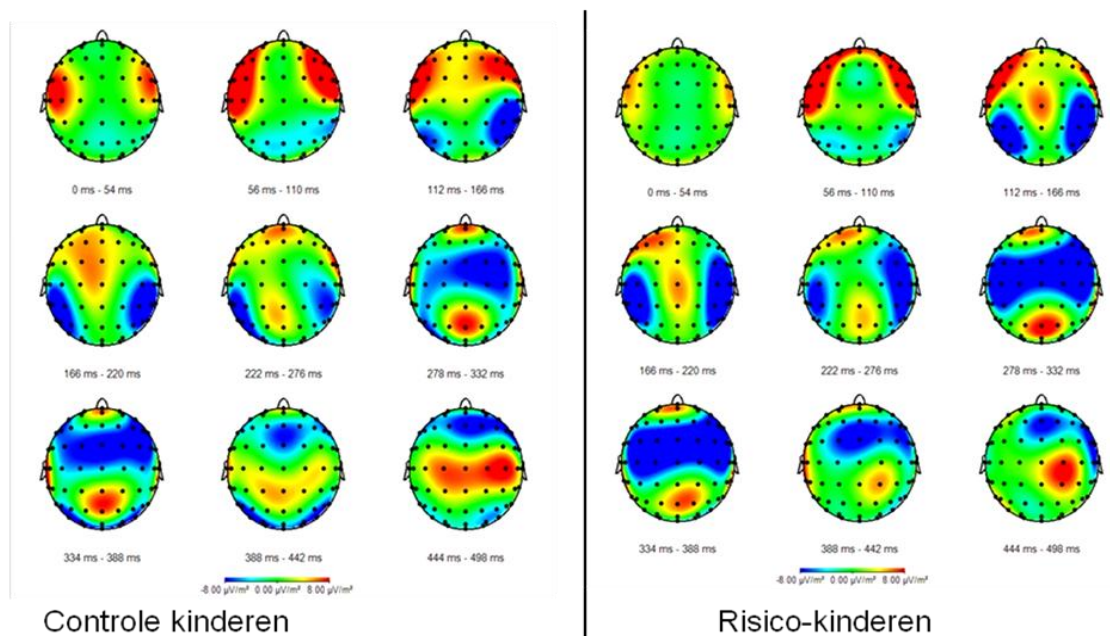 0 ms - 54 ms
56 ms - 110 ms
112 ms - 166 ms
166 ms - 220 ms
222 ms - 276 ms
278 ms - 332 ms
334 ms - 388 ms
388 ms - 442 ms
444 ms - 498 ms
-8.00 µV/m² 0.00 µV/m² 8.00 µV/m²
Controle kinderen
0 ms - 54 ms
56 ms - 110 ms
112 ms - 166 ms
166 ms - 220 ms
222 ms - 276 ms
278 ms - 332 ms
334 ms - 388 ms
388 ms - 442 ms
444 ms - 498 ms
-8.00 µV/m² 0.00 µV/m² 8.00 µV/m²
Risico-kinderen